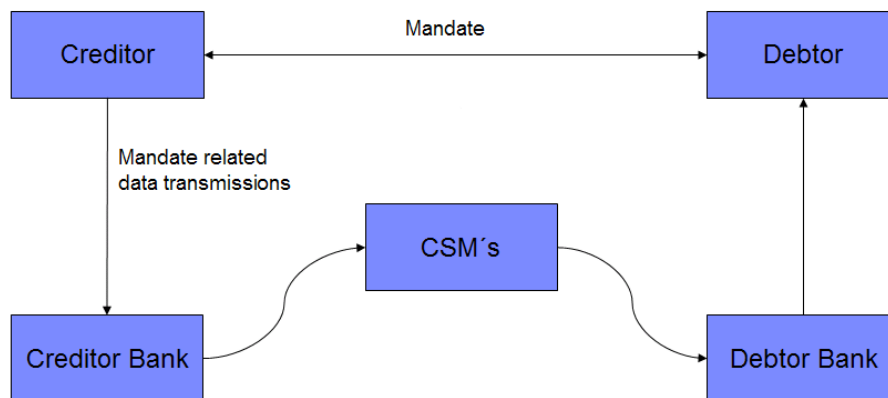 Mandate
Creditor
Debtor
Mandate related
data transmissions
CSM´s
Creditor Bank
Debtor Bank